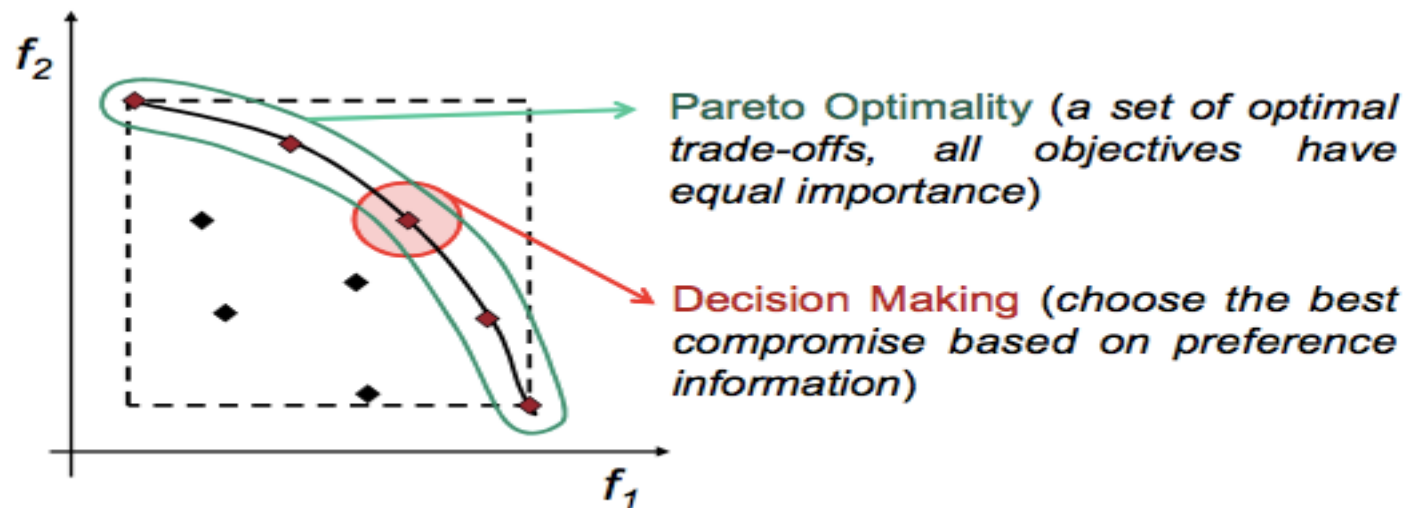 f2
Pareto Optimality (a set of optimal
trade-offs, all objectives have
equal importance)
Decision Making (choose the best
compromise based on preference
information)
f1